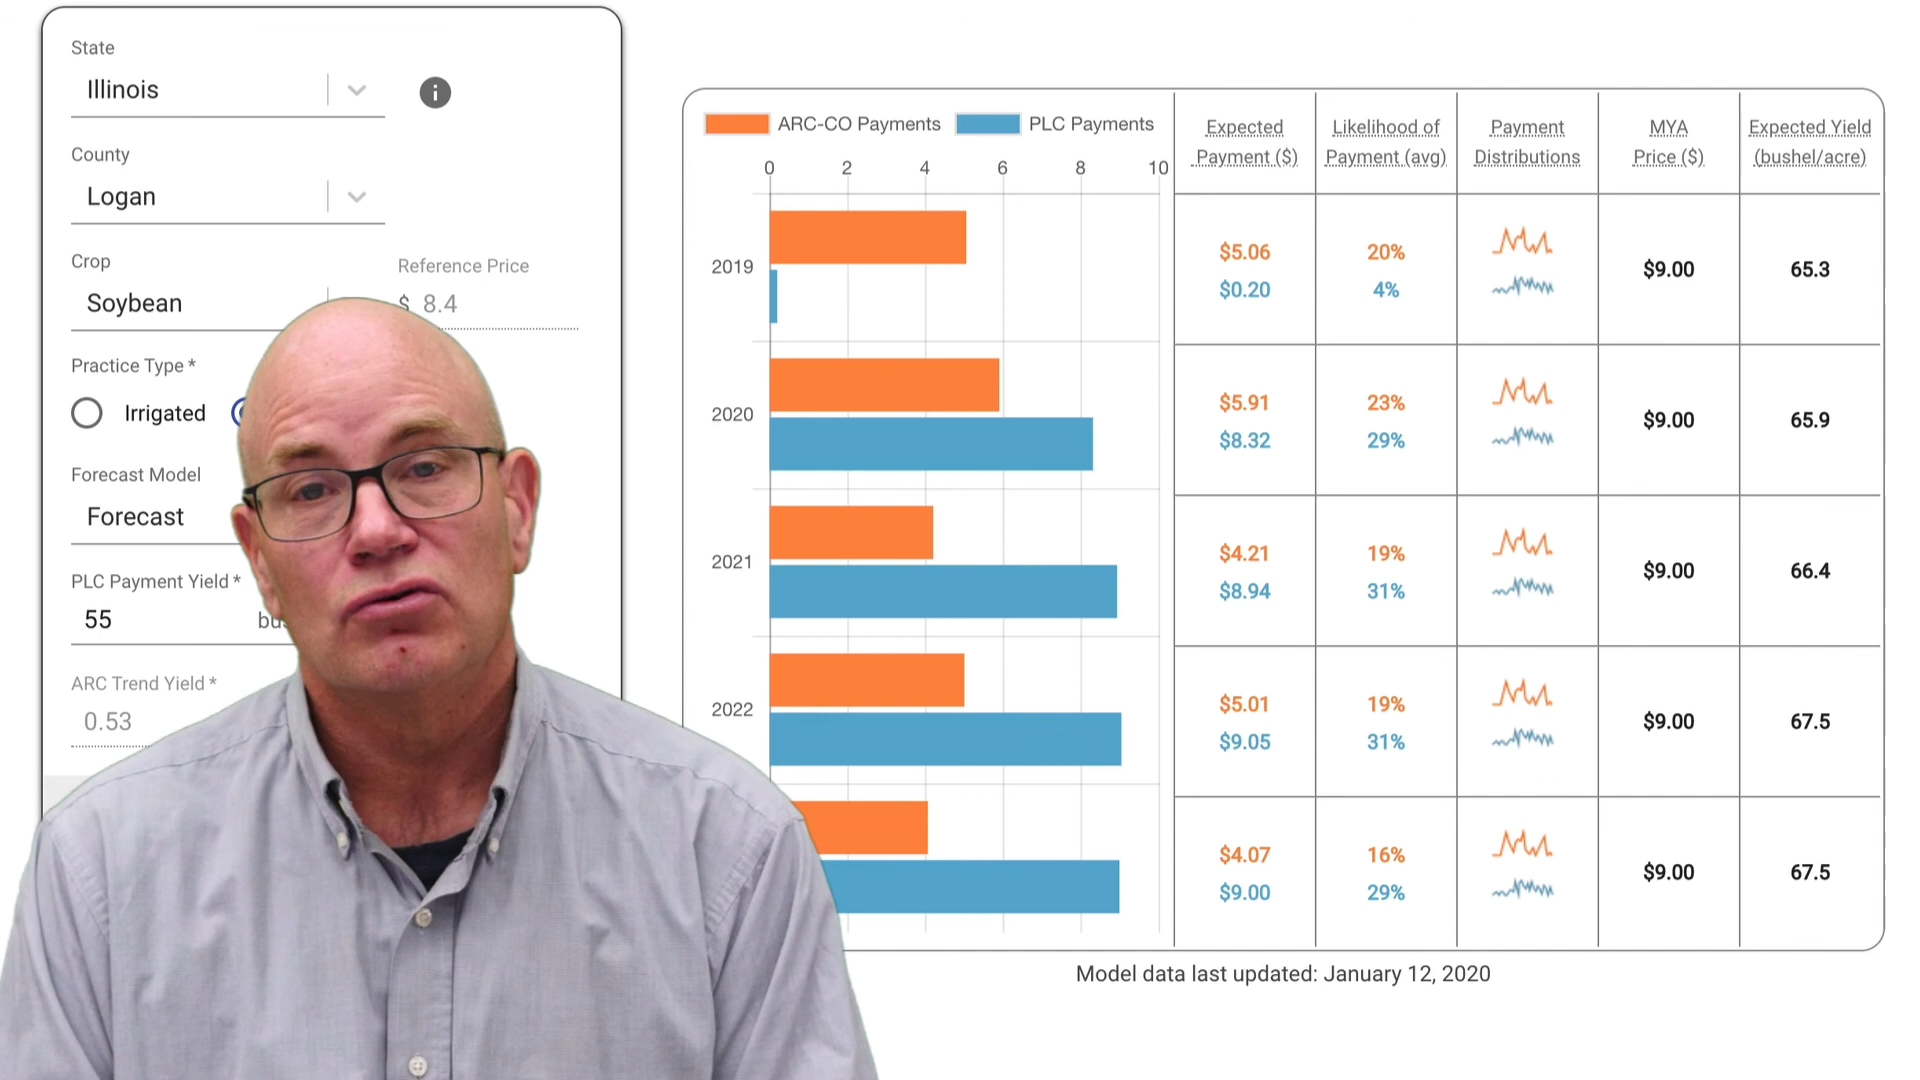 State
Illinois
i
County
Logan
Crop
Soybean
Reference Price
$ 8.4
Practice Type *
Irrigated
Forecast Model
Forecast
PLC Payment Yield *
55
ARC Trend Yield *
0.53
ARC-CO Payments PLC Payments
0 2 4 6 8 10
2019
2020
2021
2022
Expected
Payment ($)
Likelihood of
Payment (avg)
Payment
Distributions
MYA
Price ($)
Expected Yield
(bushel/acre)
$5.06 20%
$0.20 4%
$9.00 65.3
$5.91 23%
$8.32 29%
$9.00 65.9
$4.21 19%
$8.94 31%
$9.00 66.4
$5.01 19%
$9.05 31%
$9.00 67.5
$4.07 16%
$9.00 29%
$9.00 67.5
Model data last updated: January 12, 2020